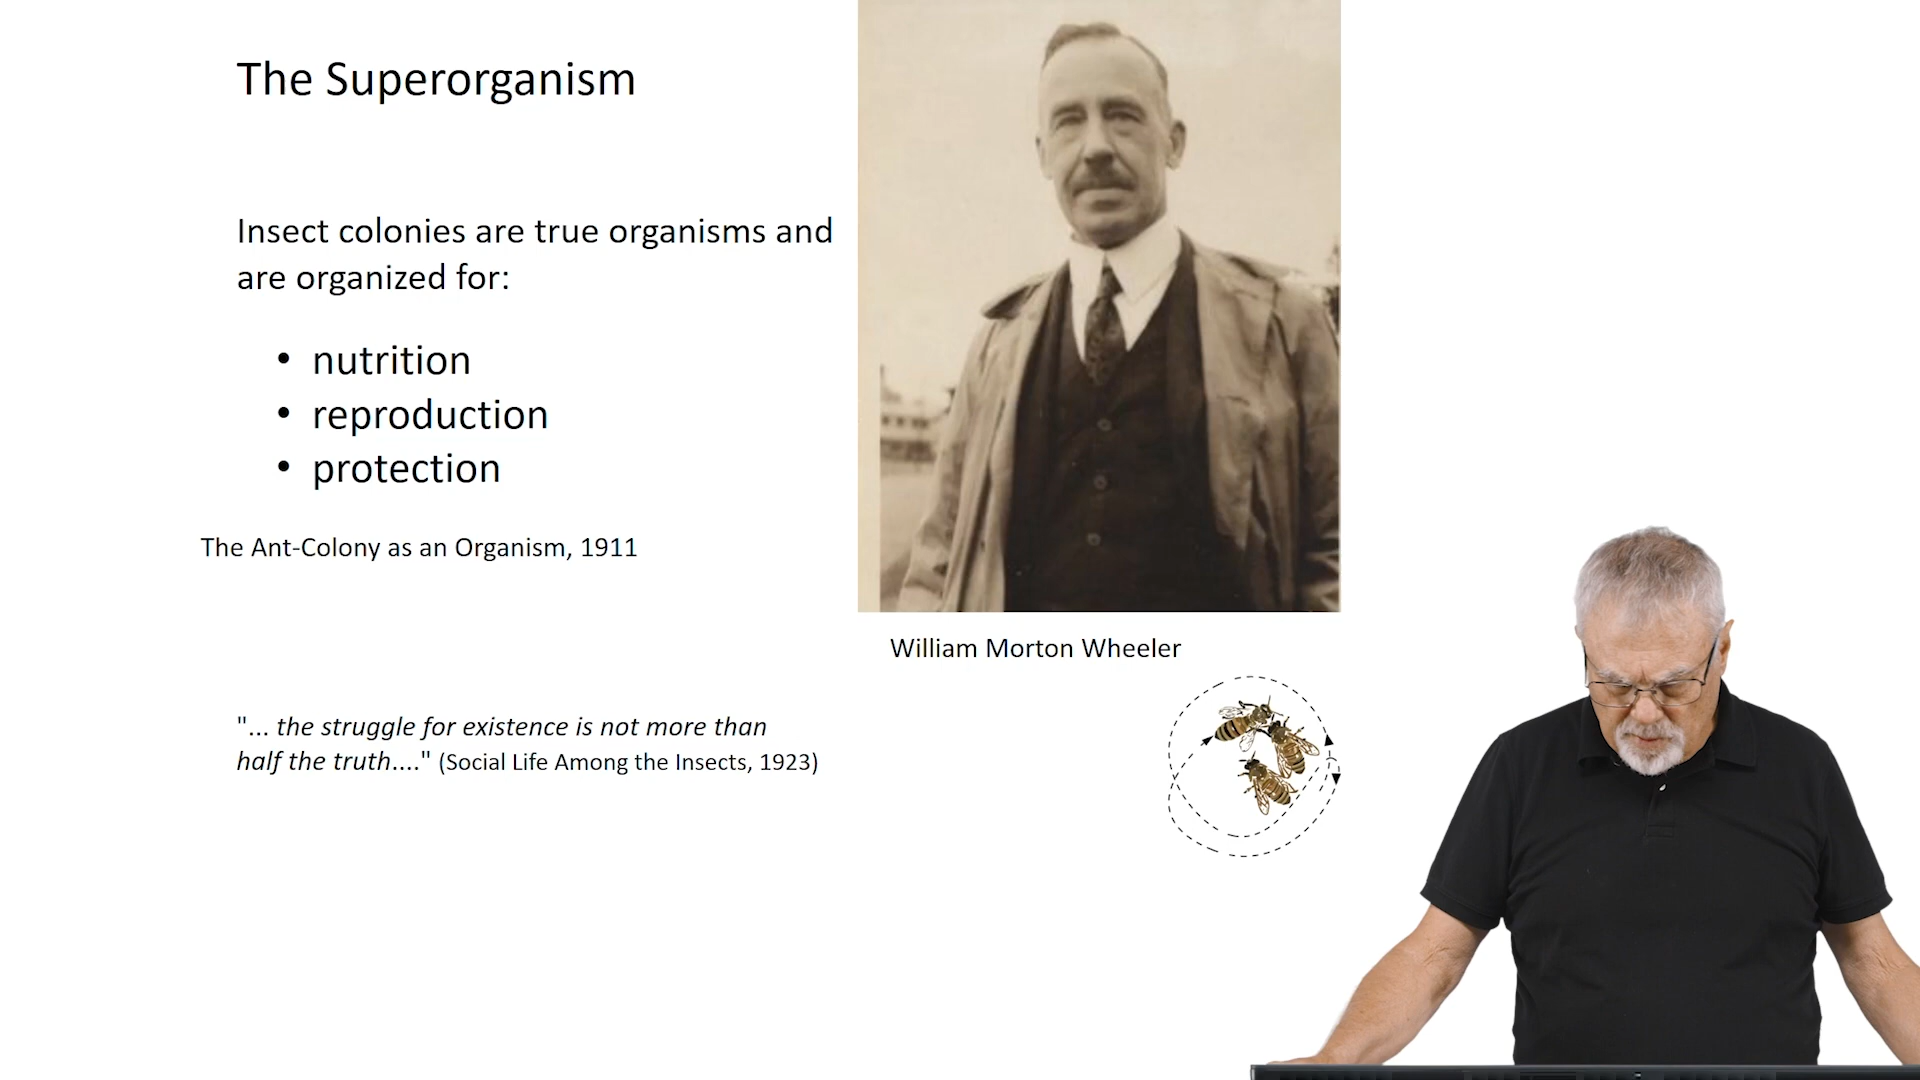 The Superorganism
Insect colonies are true organisms and
are organized for:
• nutrition
• reproduction
• protection
The Ant-Colony as an Organism, 1911
William Morton Wheeler
"... the struggle for existence is not more than
half the truth...." (Social Life Among the Insects, 1923)